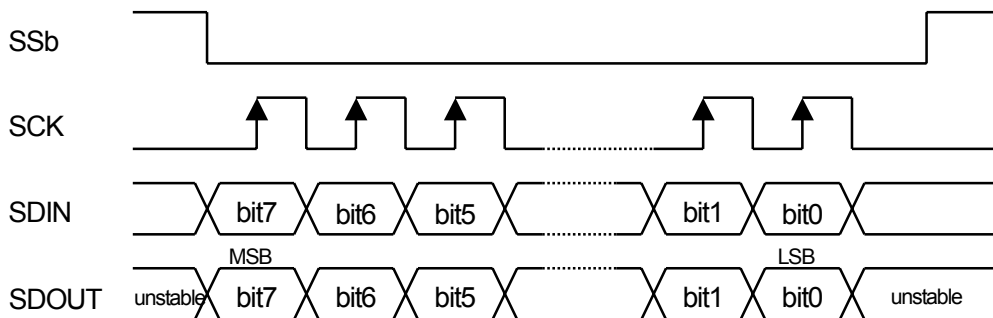 SSb
SCK
SDIN bit7 bit6 bit5 bit1 bit0
MSB LSB
SDOUT unstable bit7 bit6 bit5 bit1 bit0 unstable